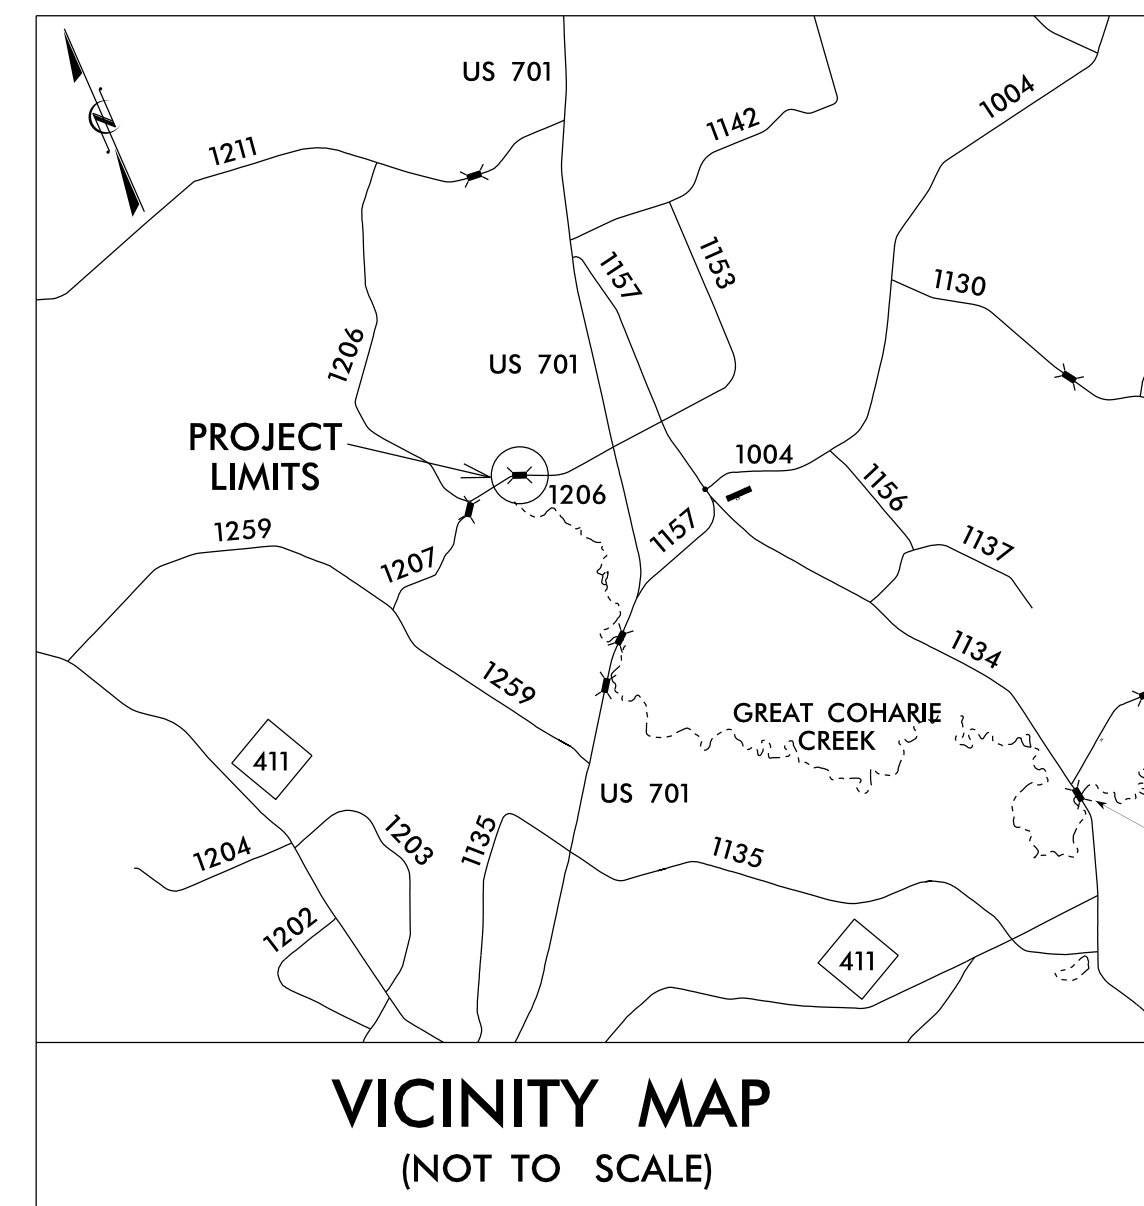 US 701
1004
1142
N
1211
1157
1153
1130
1206
US 701
PROJECT
LIMITS
1004
1206
1156
1259
1157
1137
1207
1134
1259
GREAT COHARIE
CREEK
411
US 701
1203
1135
1204
1135
1202
411
VICINITY MAP
(NOT TO SCALE)